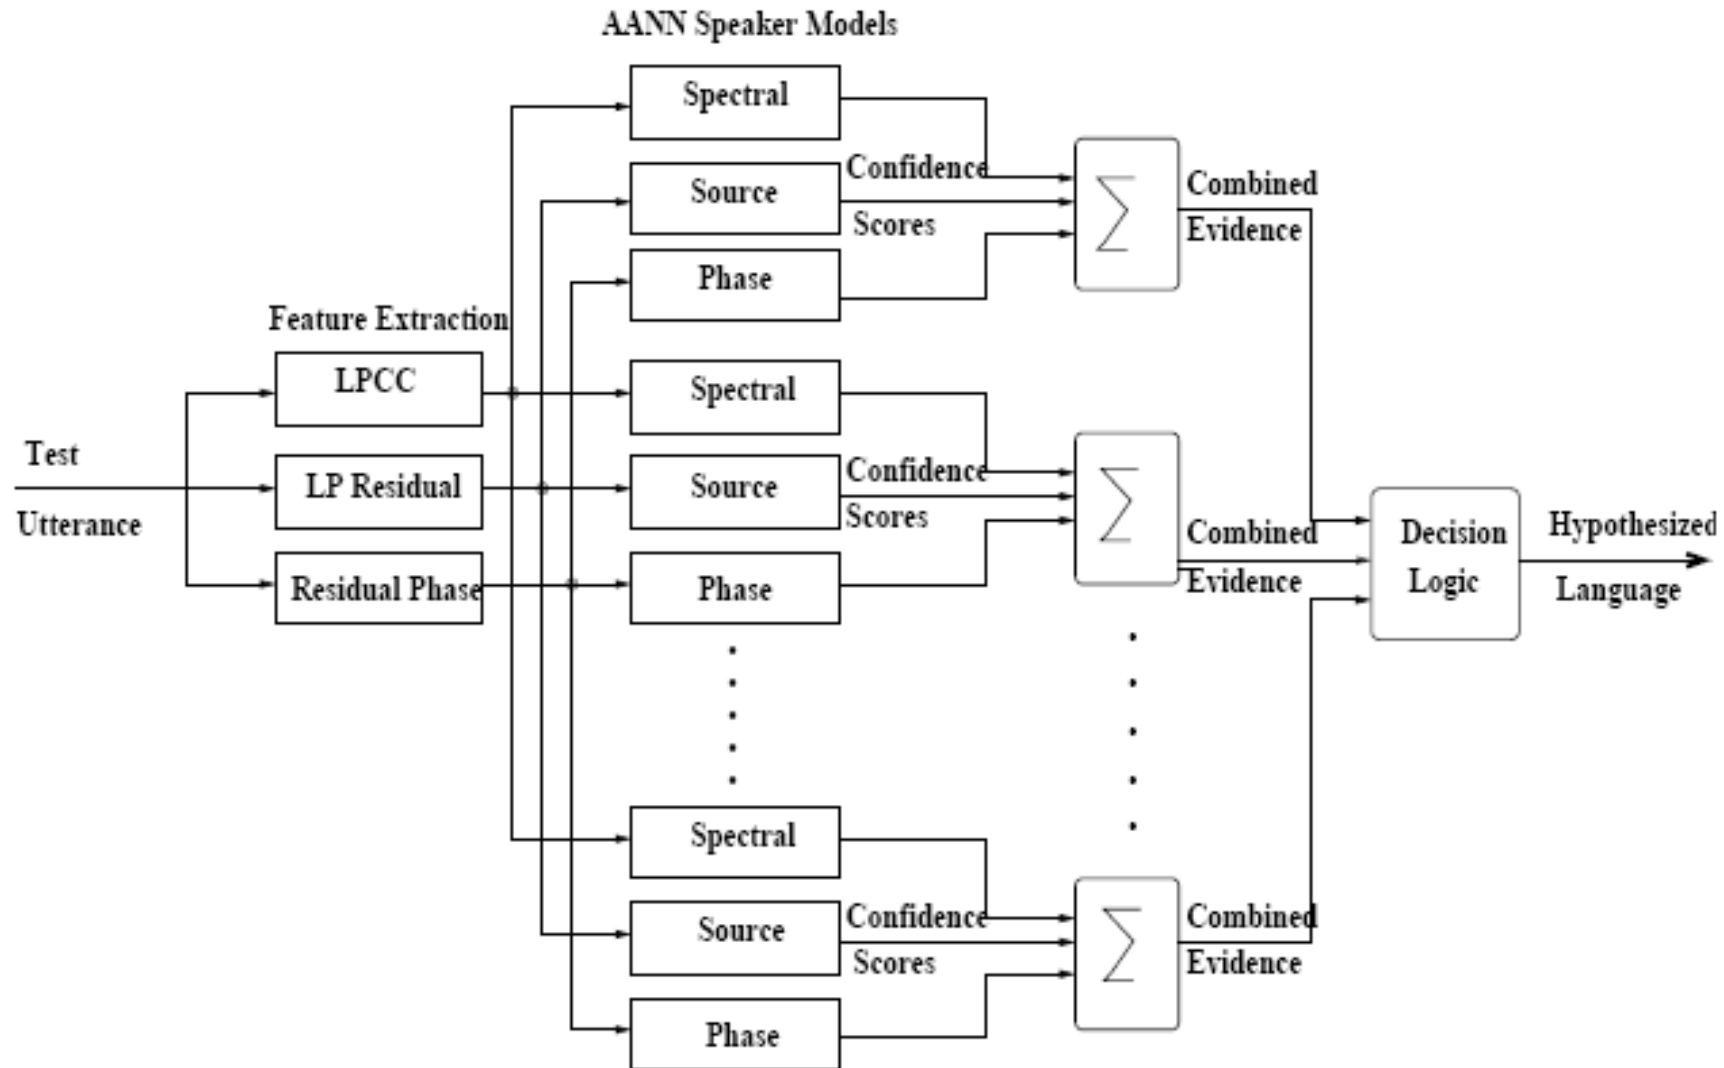 AANN Speaker Models
Spectral
Source
Phase
Confidence
Scores
∑
Combined
Evidence
Feature Extraction
LPCC
LP Residual
Residual Phase
Test
Utterance
Spectral
Source
Phase
Confidence
Scores
∑
Combined
Evidence
Decision
Logic
Hypothesized
Language
Spectral
Source
Phase
Confidence
Scores
∑
Combined
Evidence